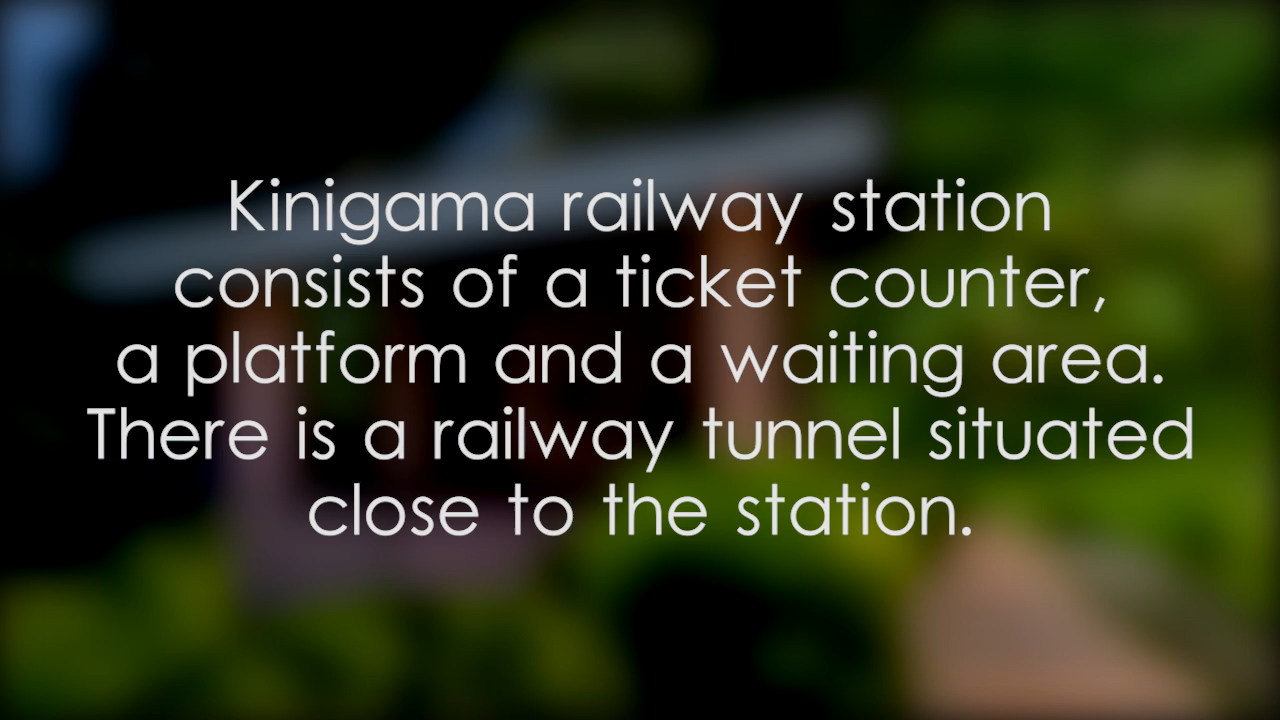 Kinigama railway station
consists of a ticket counter,
a platform and a waiting area.
There is a railway tunnel situated
close to the station.